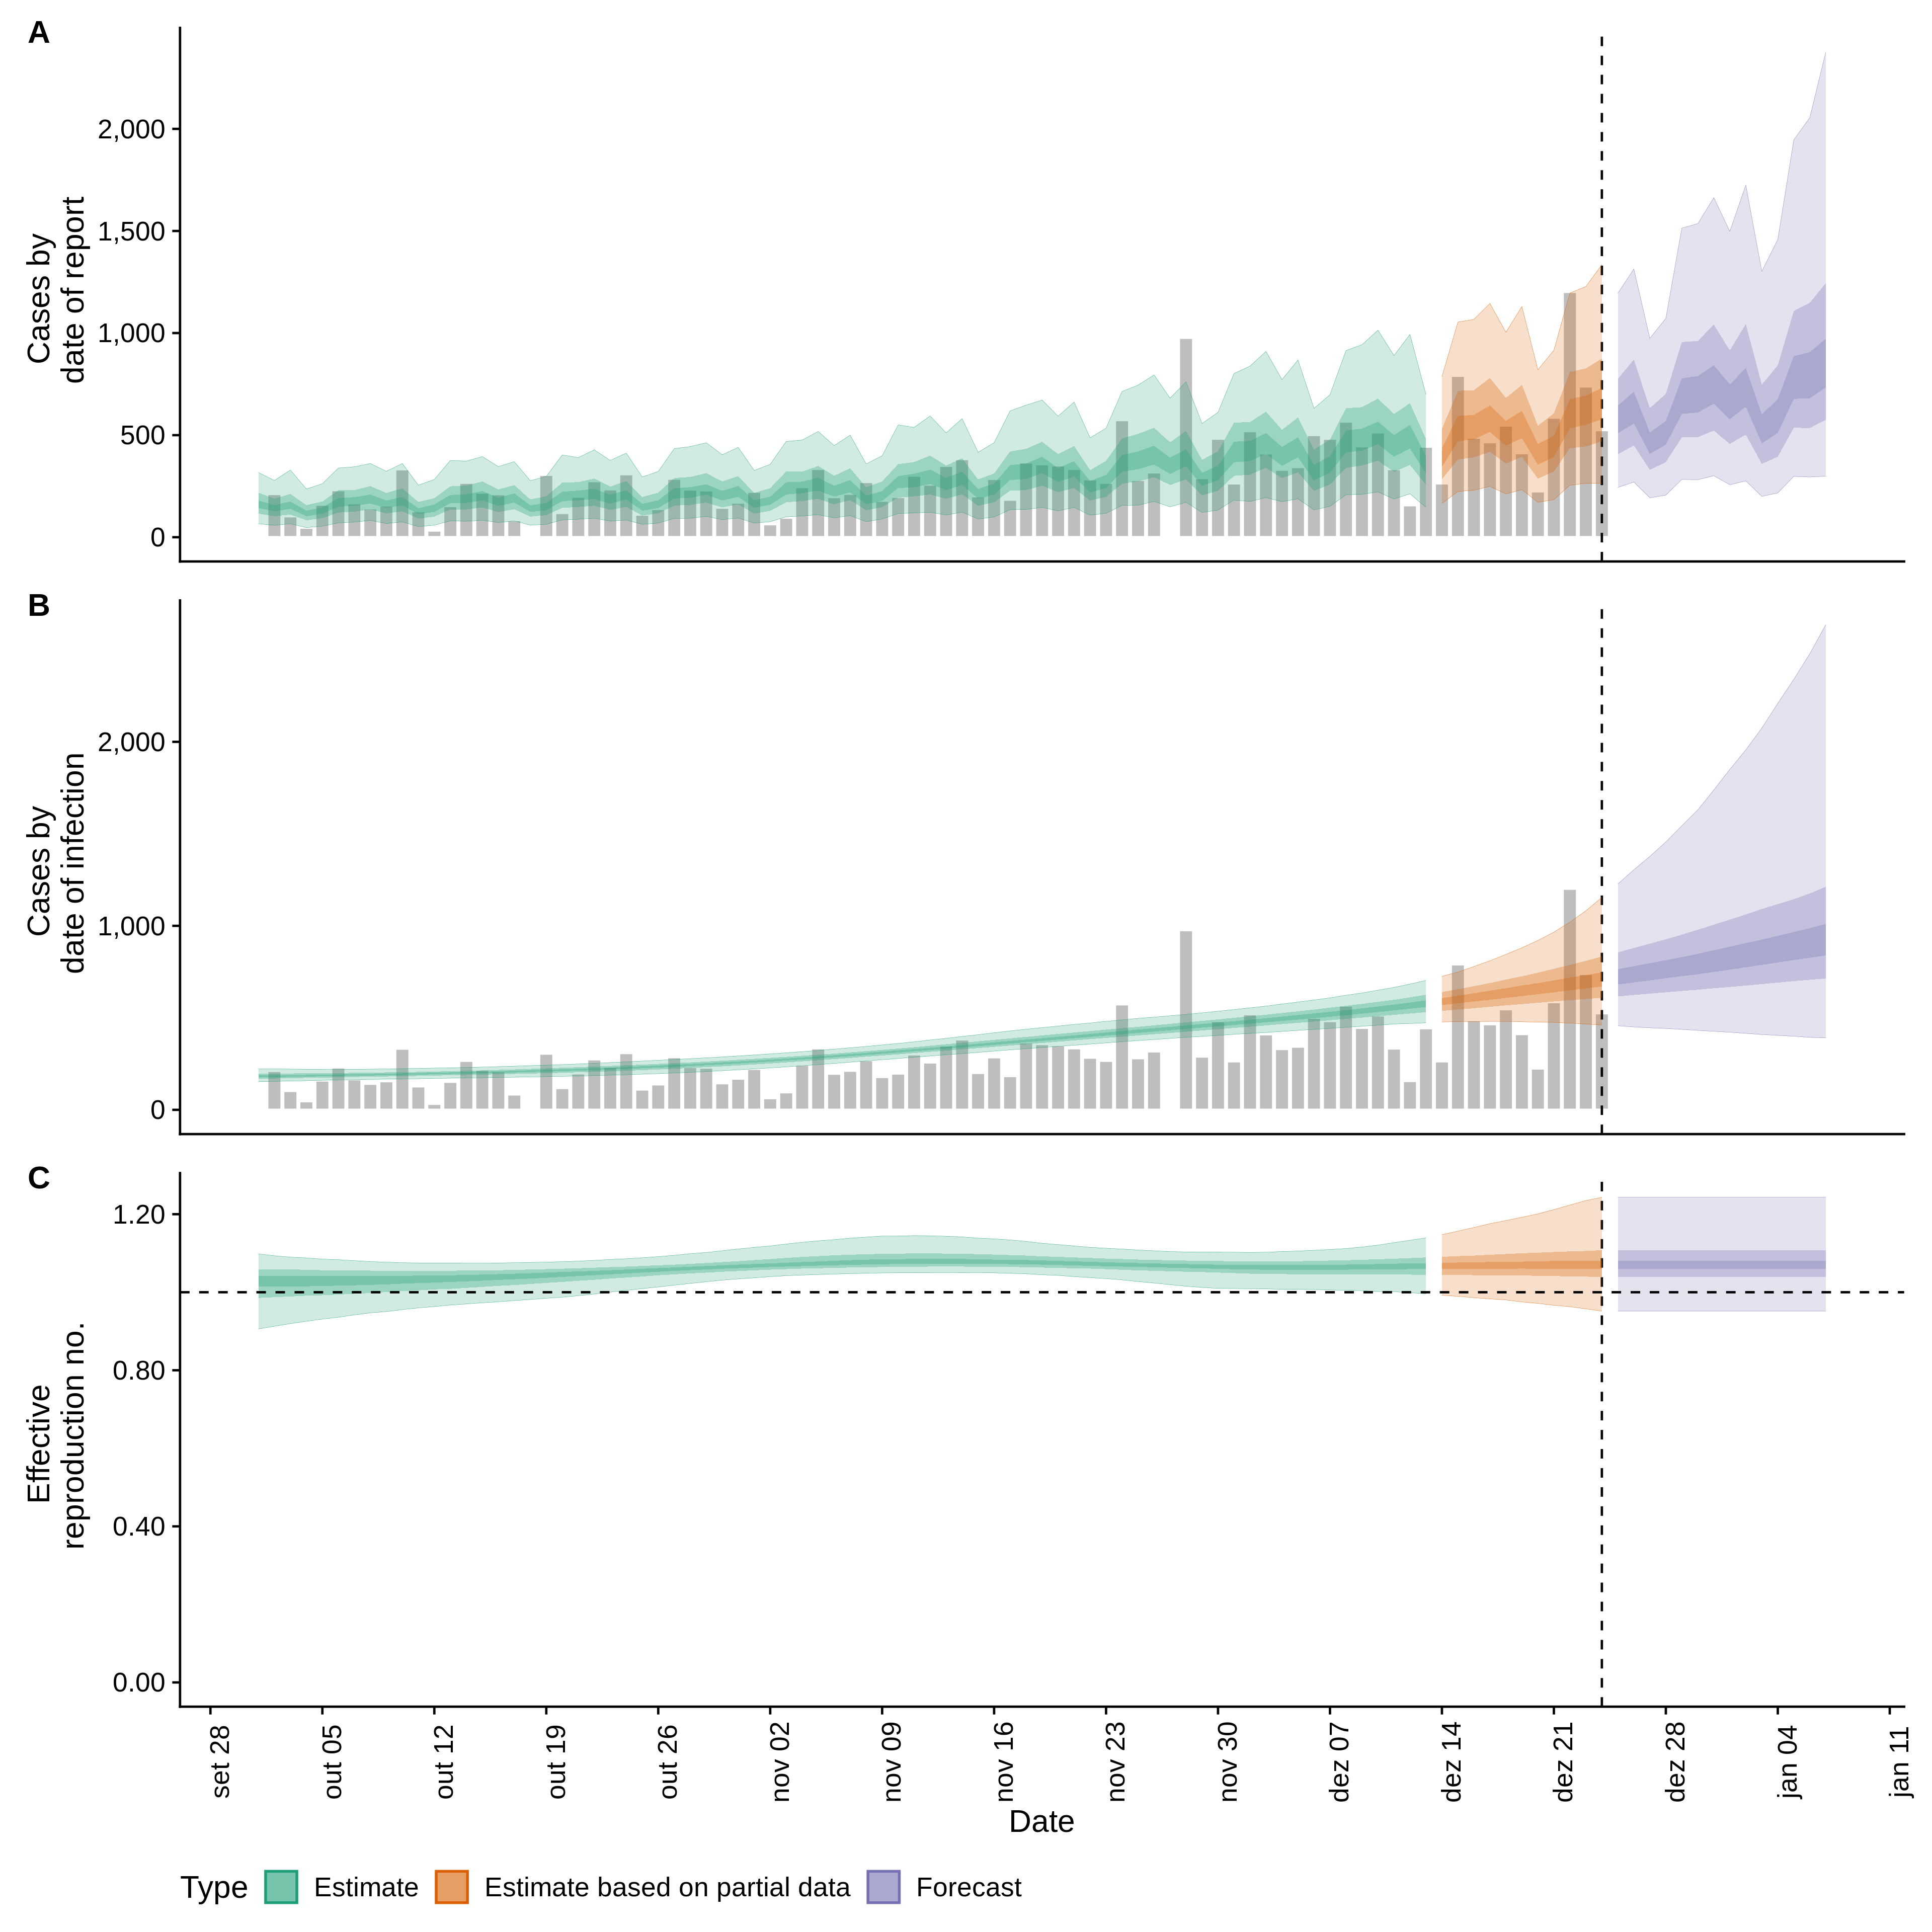 A
Cases by
date of report
2,000
1,500
1,000
500
0
B
Cases by
date of infection
2,000
1,000
0
C
Effective
reproduction no.
1.20
0.80
0.40
0.00
set 28
out 05
out 12
out 19
out 26
nov 02
nov 09
nov 16
nov 23
nov 30
dez 07
dez 14
dez 21
dez 28
jan 04
jan 11
Date
Type Estimate Estimate based on partial data Forecast